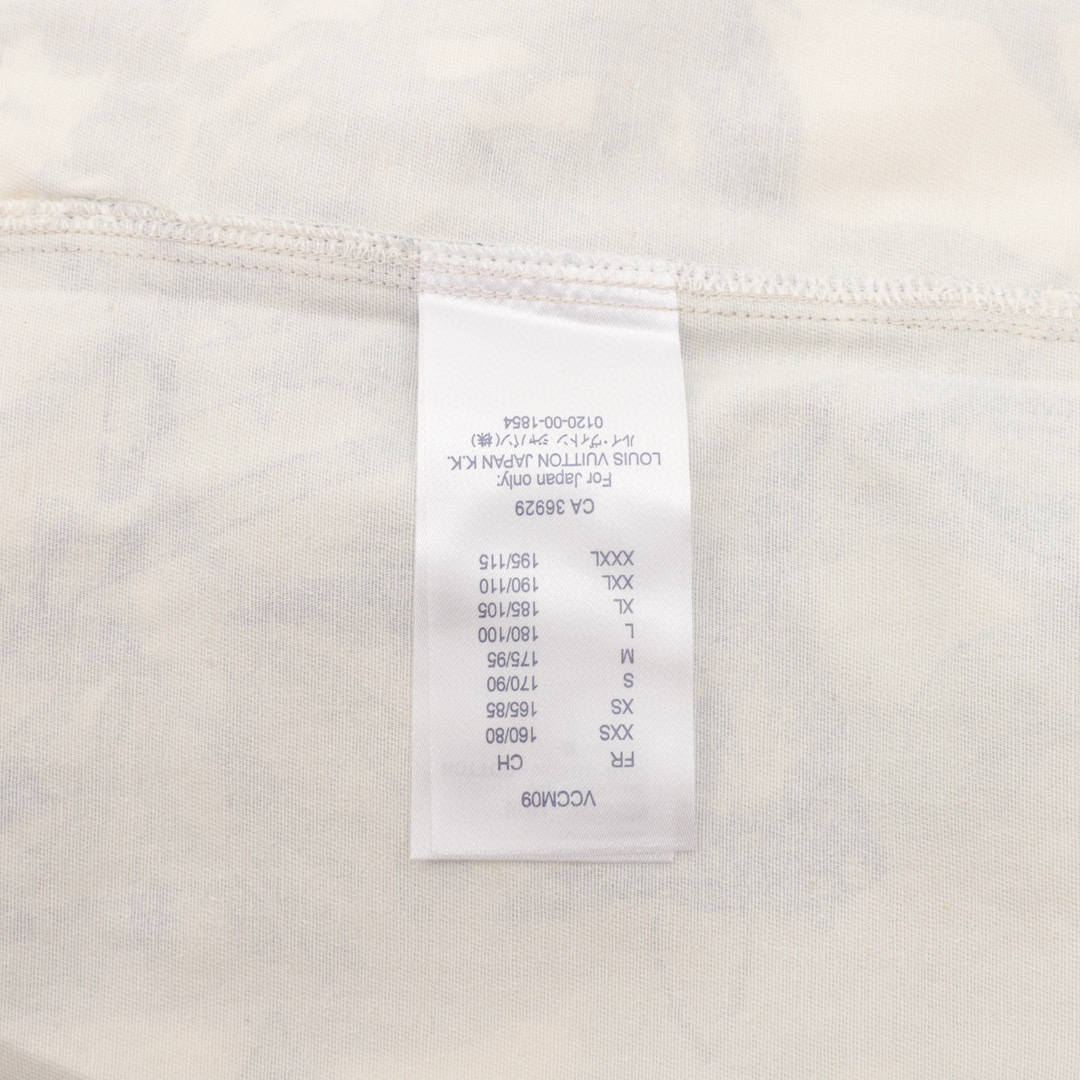 VCCM09
FR CH
XXS 160/80
XS 165/85
S 170/90
M 175/95
L 180/100
XL 185/105
XXL 190/110
XXXL 195/115
CA 36929
For Japan only:
LOUIS VUITTON JAPAN K.K.
ルイ・ヴィトン ジャパン(株)
0120-00-1854